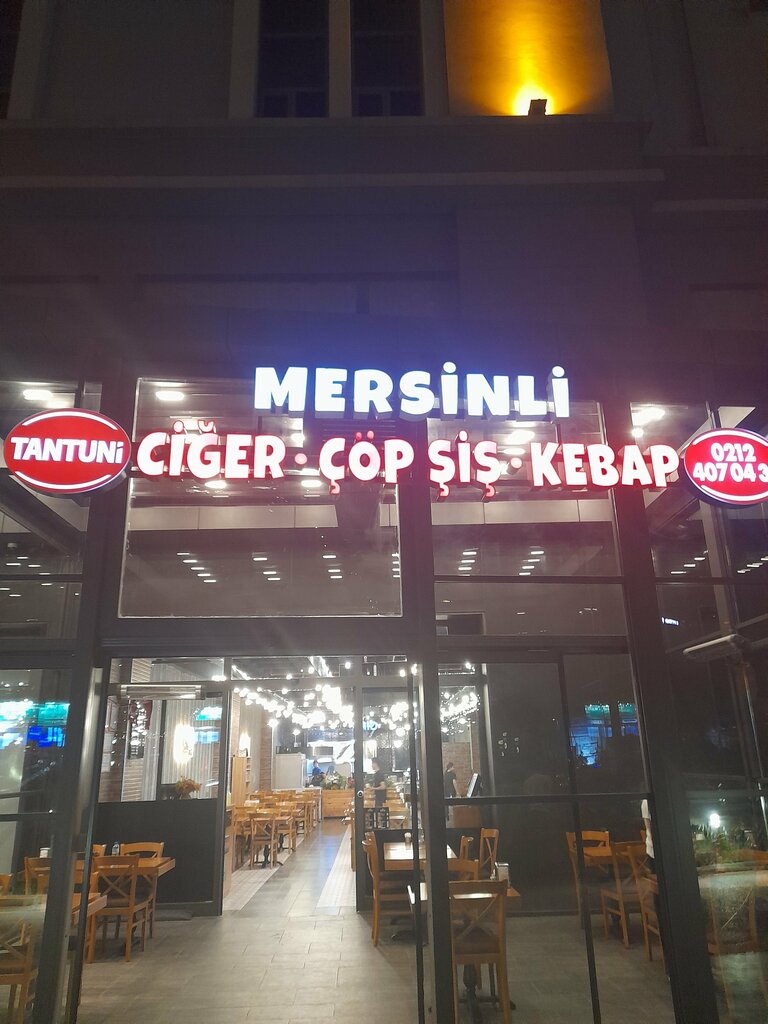 MERSİNLİ
TANTUNİ
CİĞER · ÇÖP ŞİŞ · KEBAP
0212
407 04 3